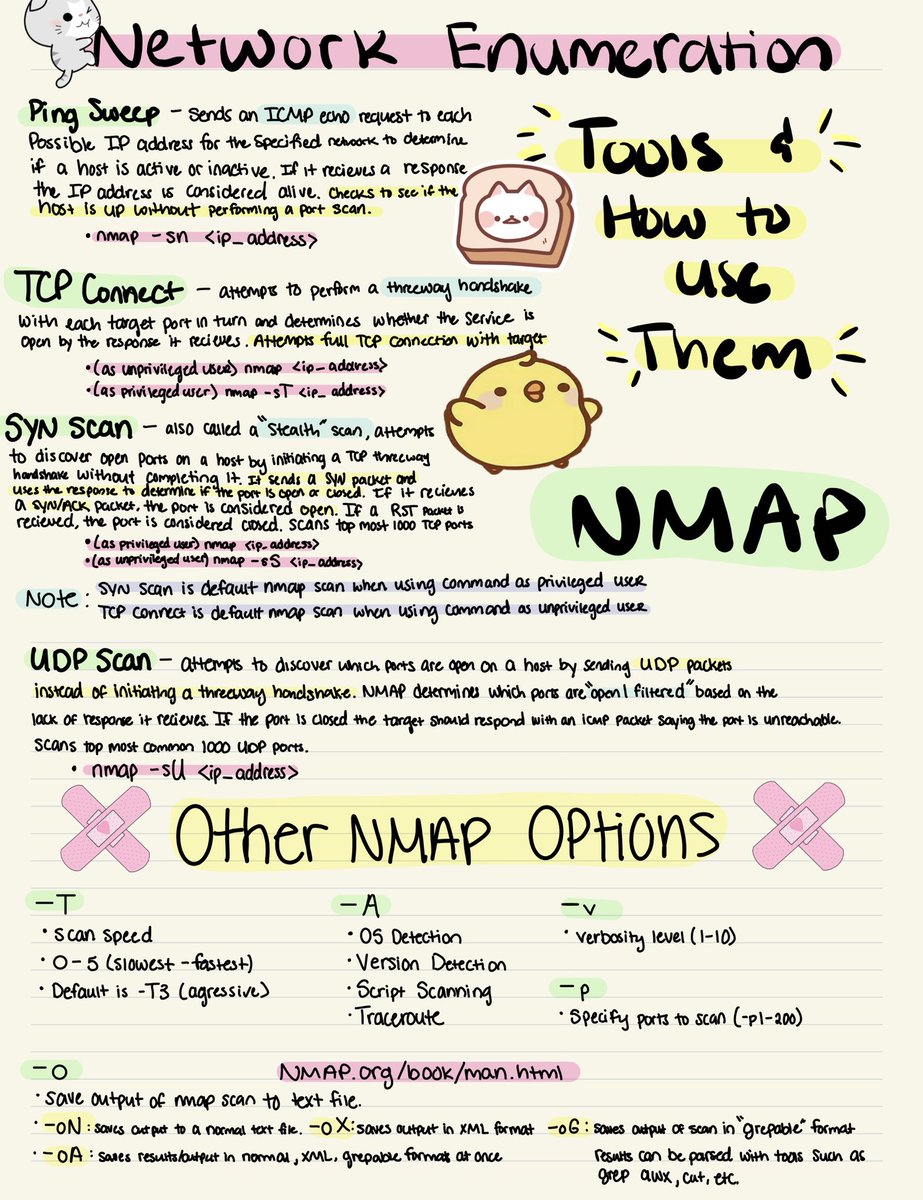 Network Enumeration
Tools &
How to
Use
Them
NMAP
Ping Sweep - sends an ICMP echo request to each
Possible IP address for the specified network to determine
if a host is active or inactive. If it recieves a response
the IP address is considered alive. Checks to see if the
host is up without performing a port scan.
• nmap -sn <ip_address>
TCP Connect - attempts to perform a threeway handshake
with each target port in turn and determines whether the service is
open by the response it recieves. Attempts full TCP connection with target
• (as unprivileged user) nmap <ip_address>
• (as privileged user) nmap -sT <ip_address>
SYN Scan - also called a "stealth" scan, attempts
to discover open ports on a host by initiating a TCP threeway
handshake without completing it. It sends a SYN packet and
uses the response to determine if the port is open or closed. If it recieves
a SYN/ACK packet, the port is considered open. If a RST packet is
recieved, the port is considered closed. Scans top most 1000 TCP ports
• (as privileged user) nmap <ip_address>
• (as unprivileged user) nmap -sS <ip_address>
Note: SYN Scan is default nmap scan when using command as privileged user
TCP Connect is default nmap scan when using command as unprivileged user
UDP Scan - attempts to discover which ports are open on a host by sending UDP packets
instead of initiating a threeway handshake. NMAP determines which ports are "open | filtered" based on the
lack of response it recieves. If the port is closed the target should respond with an icmp packet saying the port is unreachable.
Scans top most common 1000 UDP ports.
• nmap -sU <ip_address>
Other NMAP Options
-T
• Scan speed
• 0-5 (slowest - fastest)
• Default is -T3 (agressive)
-A
• OS Detection
• Version Detection
• Script Scanning
• Traceroute
-v
• verbosity level (1-10)
-p
• Specify ports to scan (-p1-200)
-o
NMAP.org/book/man.html
• save output of nmap scan to text file.
• -oN: saves output to a normal text file. -oX: saves output in XML format -oG: saves output of scan in "grepable" format
• -oA: saves results/output in normal, XML, grepable formats at once
results can be parsed with tools such as
grep awx, cut, etc.